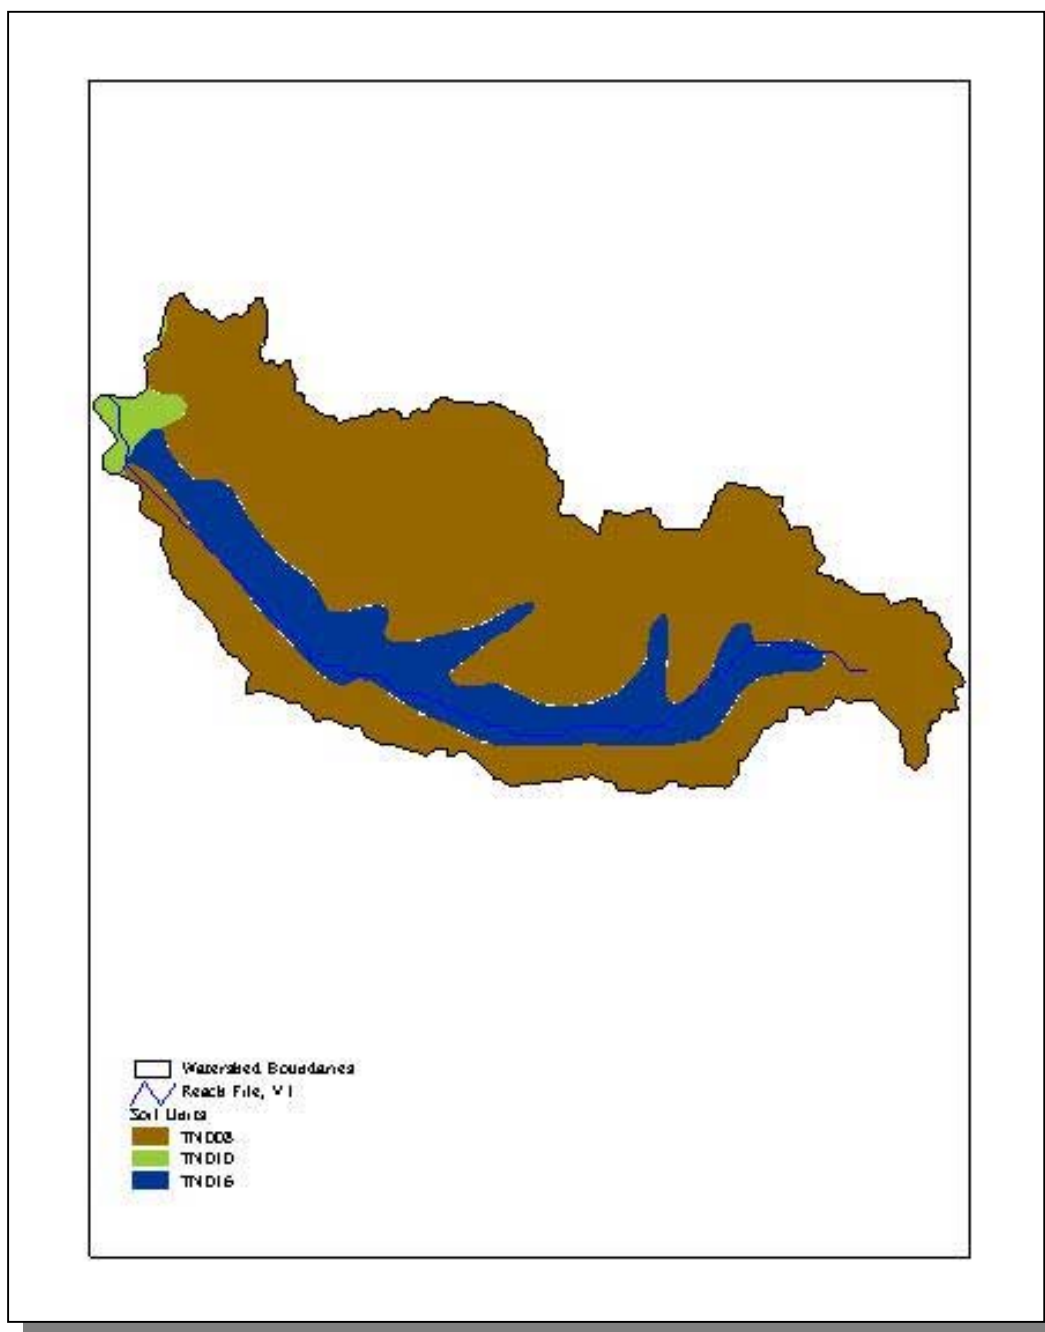 Watershed Boundaries
Reach File, V1
Soil Units
TN008
TN010
TN016